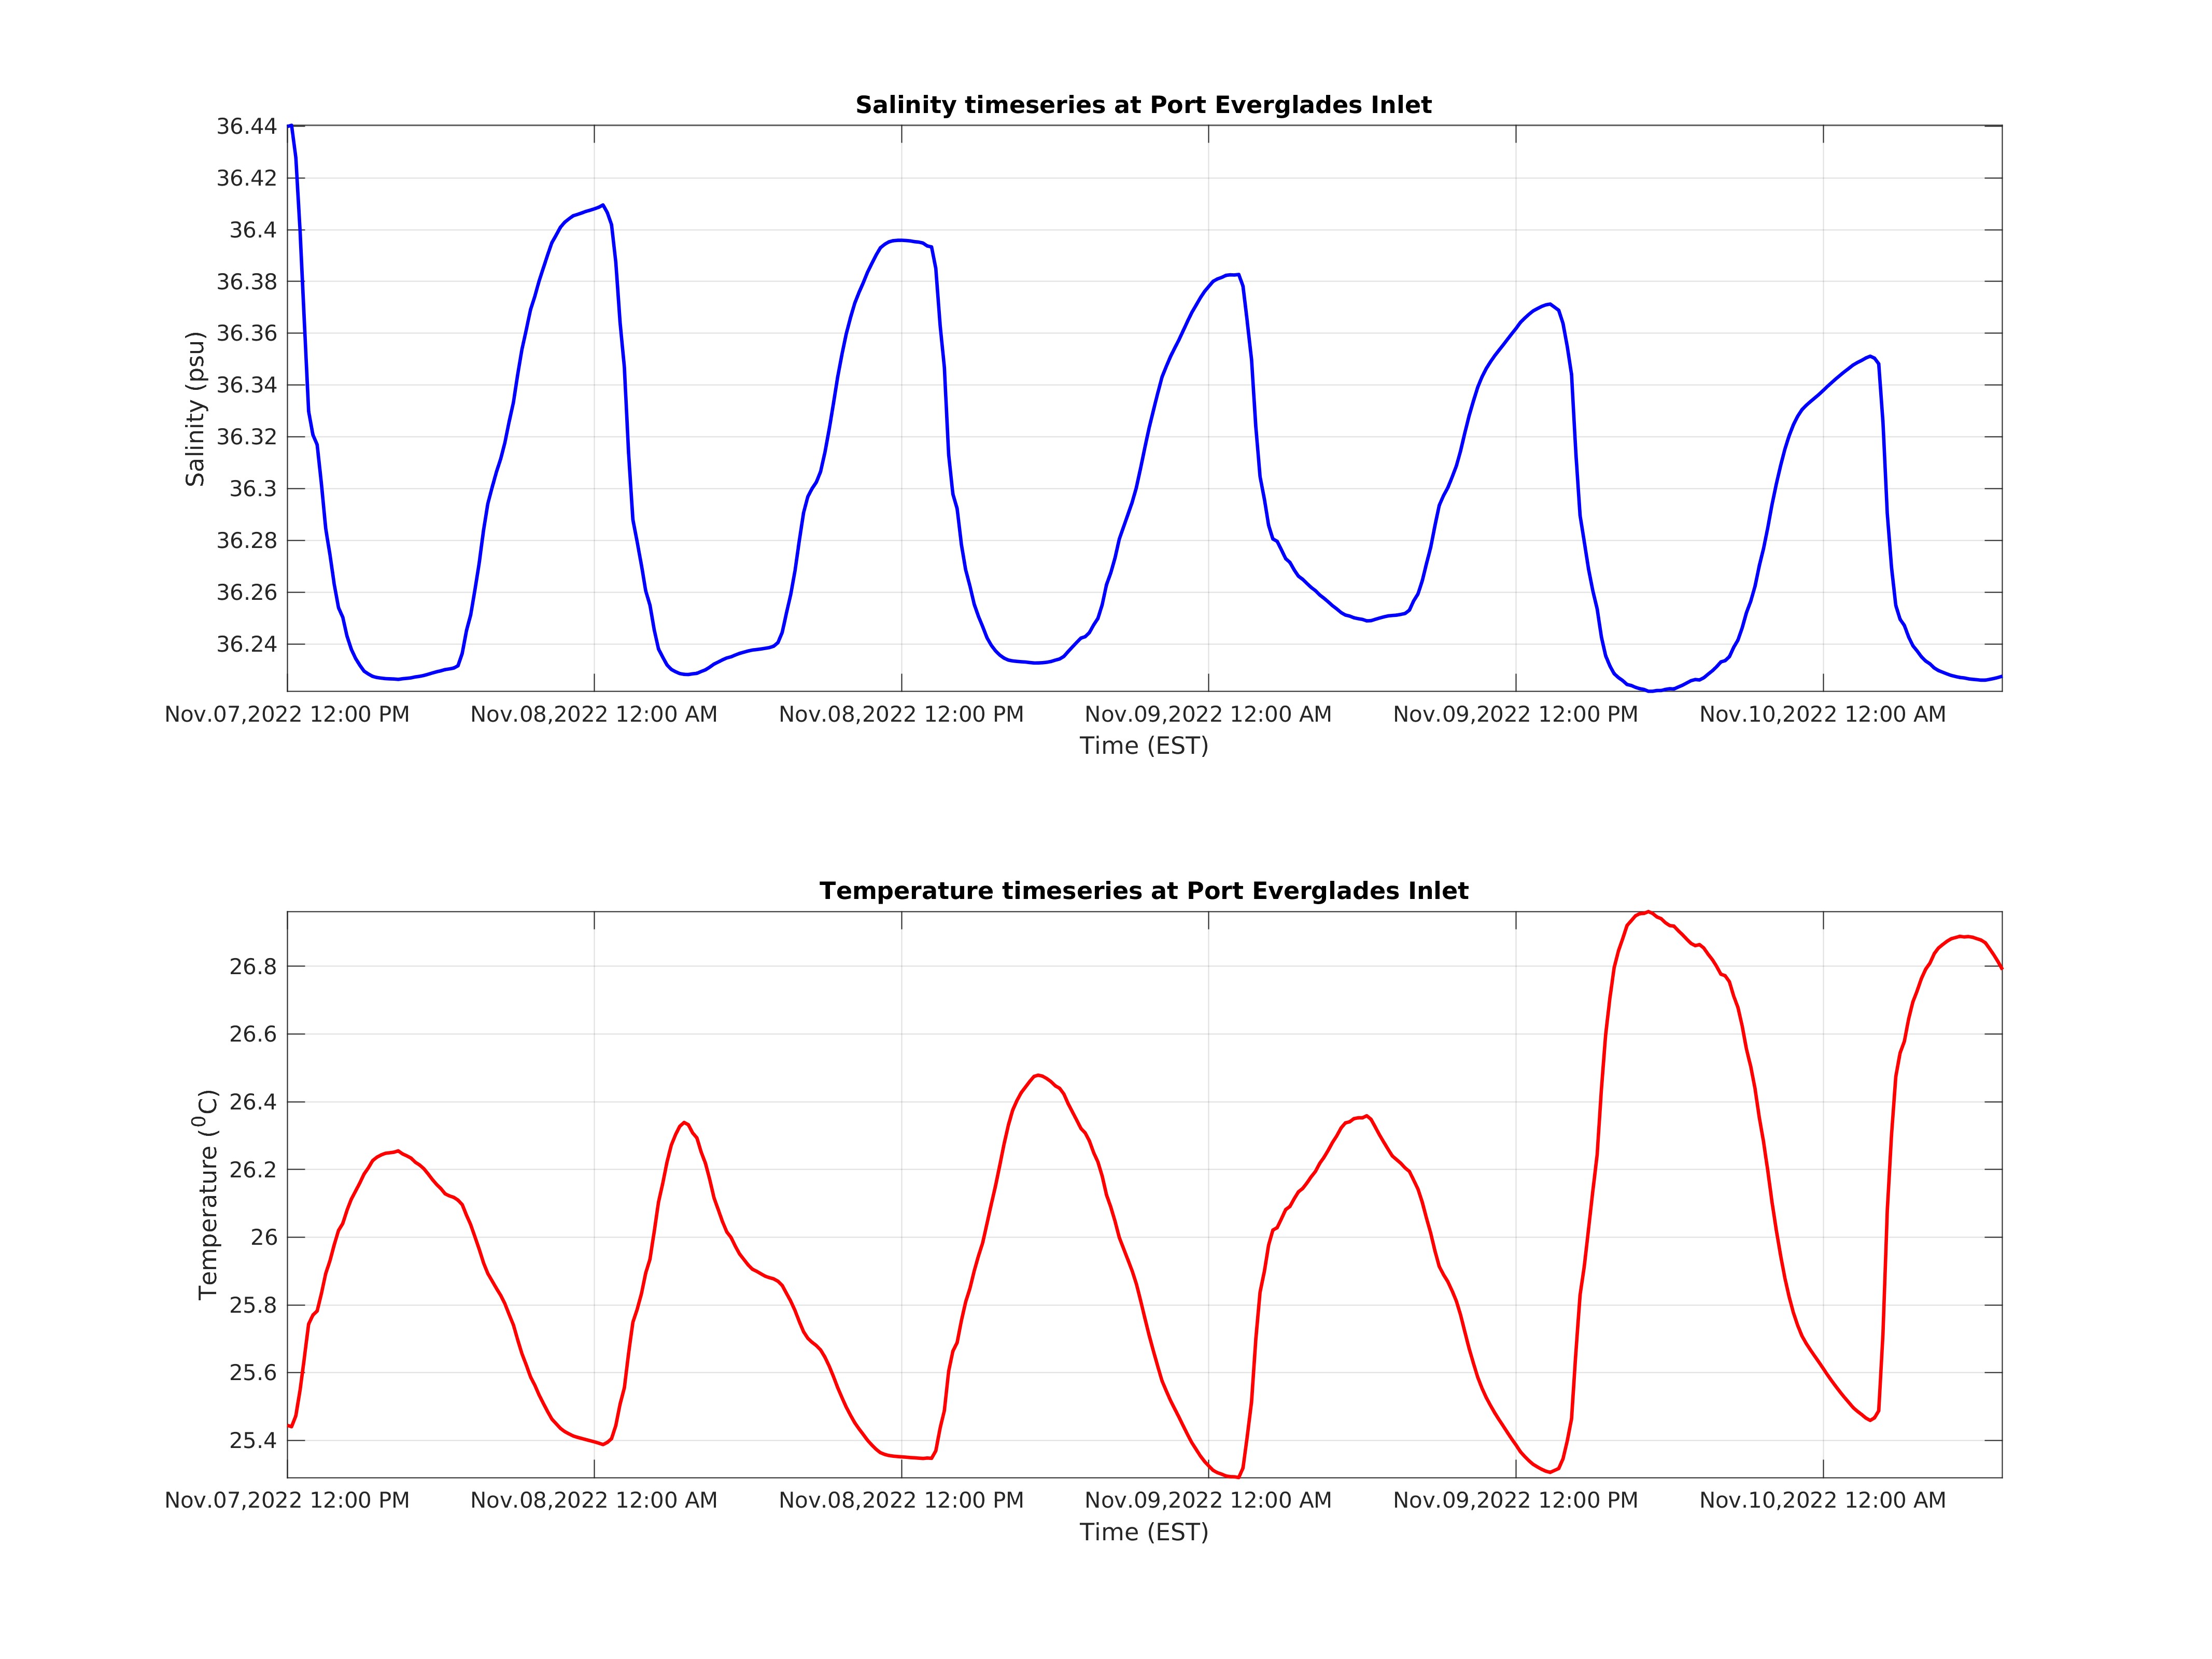 Salinity timeseries at Port Everglades Inlet
36.44
36.42
36.4
36.38
36.36
36.34
36.32
36.3
36.28
36.26
36.24
Salinity (psu)
Nov.07,2022 12:00 PM Nov.08,2022 12:00 AM Nov.08,2022 12:00 PM Nov.09,2022 12:00 AM Nov.09,2022 12:00 PM Nov.10,2022 12:00 AM
Time (EST)
Temperature timeseries at Port Everglades Inlet
26.8
26.6
26.4
26.2
26
25.8
25.6
25.4
Temperature (⁰C)
Nov.07,2022 12:00 PM Nov.08,2022 12:00 AM Nov.08,2022 12:00 PM Nov.09,2022 12:00 AM Nov.09,2022 12:00 PM Nov.10,2022 12:00 AM
Time (EST)